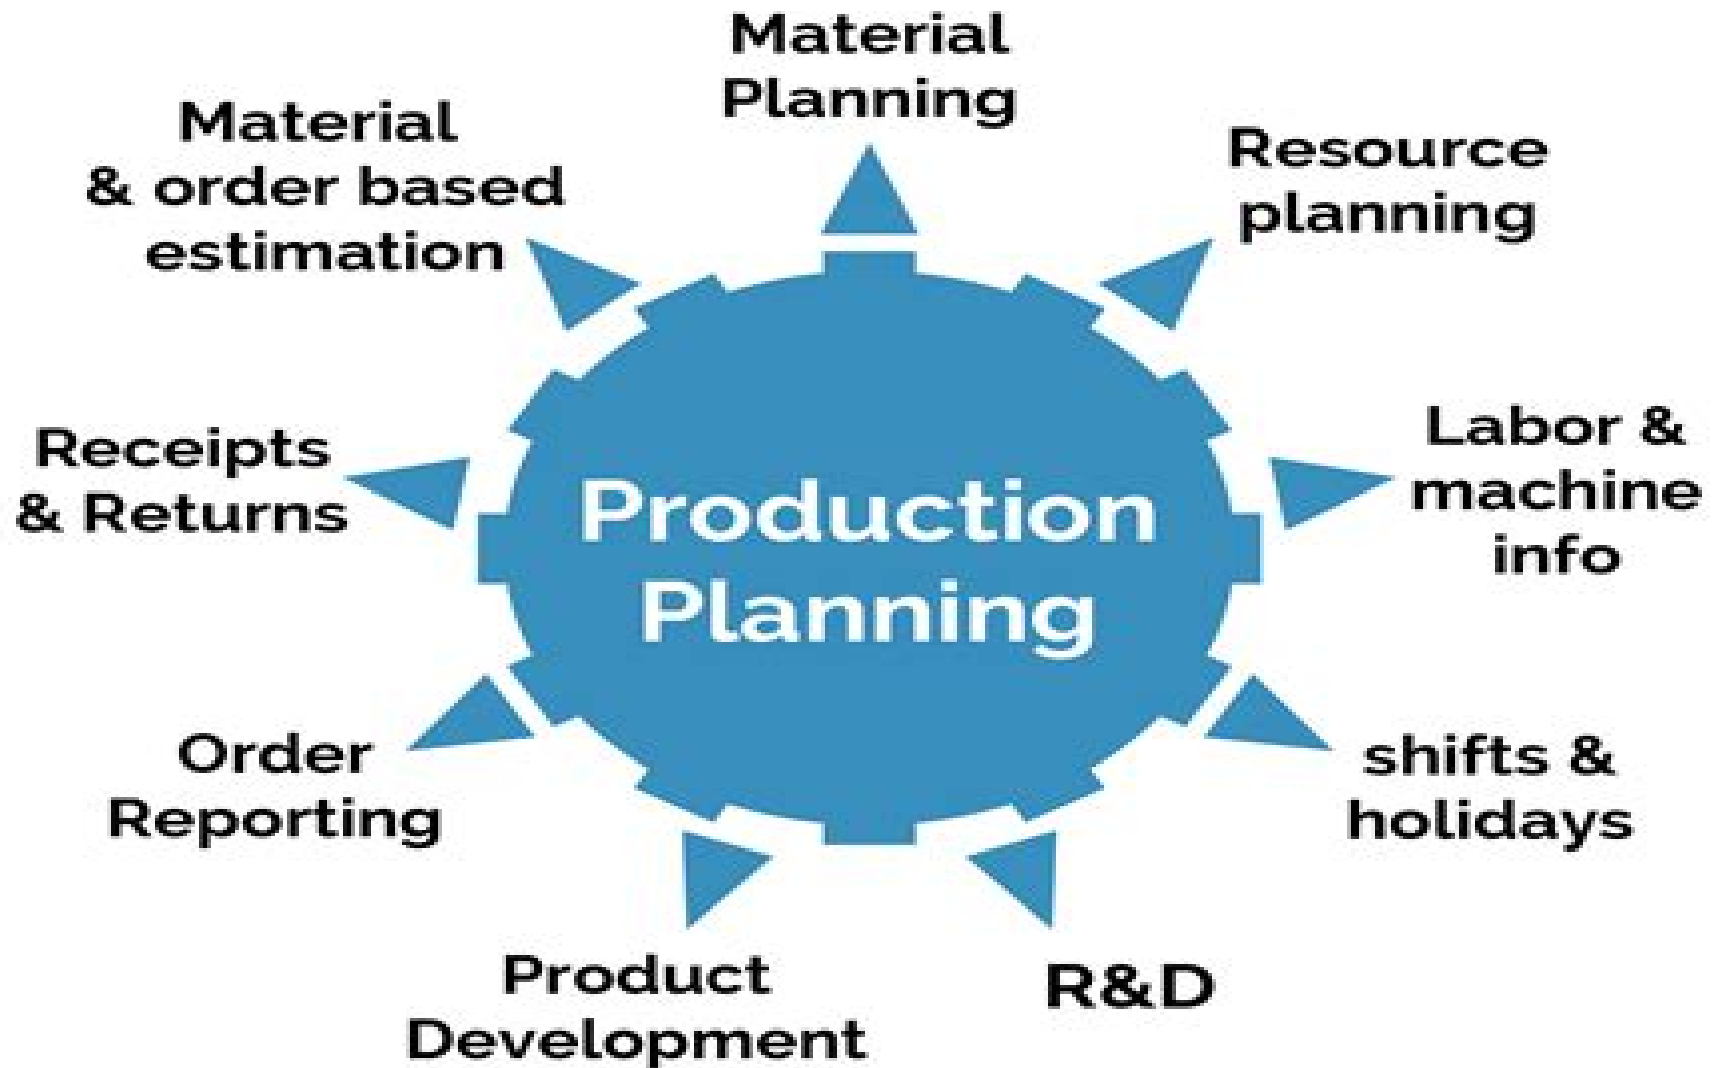 Material
Planning
Resource
planning
Labor &
machine
info
shifts &
holidays
R&D
Product
Development
Order
Reporting
Receipts
& Returns
Material
& order based
estimation
Production
Planning